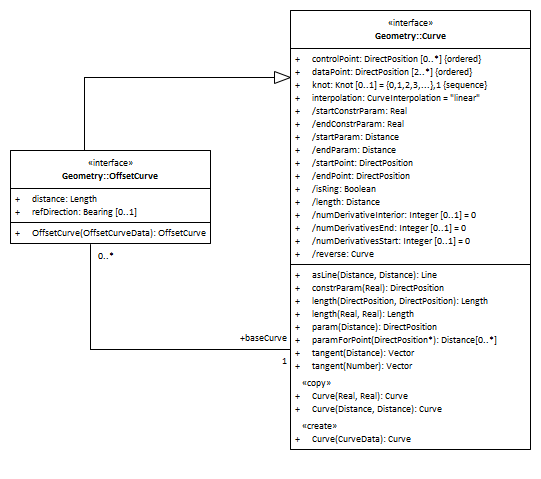 «interface»
Geometry::Curve
+ controlPoint: DirectPosition [0..*] {ordered}
+ dataPoint: DirectPosition [2..*] {ordered}
+ knot: Knot [0..1] = {0,1,2,3,...},1 {sequence}
+ interpolation: CurveInterpolation = "linear"
+ /startConstrParam: Real
+ /endConstrParam: Real
+ /startParam: Distance
+ /endParam: Distance
+ /startPoint: DirectPosition
+ /endPoint: DirectPosition
+ /isRing: Boolean
+ /length: Distance
+ /numDerivativeInterior: Integer [0..1] = 0
+ /numDerivativesEnd: Integer [0..1] = 0
+ /numDerivativesStart: Integer [0..1] = 0
+ /reverse: Curve
+ asLine(Distance, Distance): Line
+ constrParam(Real): DirectPosition
+ length(DirectPosition, DirectPosition): Length
+ length(Real, Real): Length
+ param(Distance): DirectPosition
+ paramForPoint(DirectPosition*): Distance[0..*]
+ tangent(Distance): Vector
+ tangent(Number): Vector
«copy»
+ Curve(Real, Real): Curve
+ Curve(Distance, Distance): Curve
«create»
+ Curve(CurveData): Curve
«interface»
Geometry::OffsetCurve
+ distance: Length
+ refDirection: Bearing [0..1]
+ OffsetCurve(OffsetCurveData): OffsetCurve
0..*
+baseCurve
1